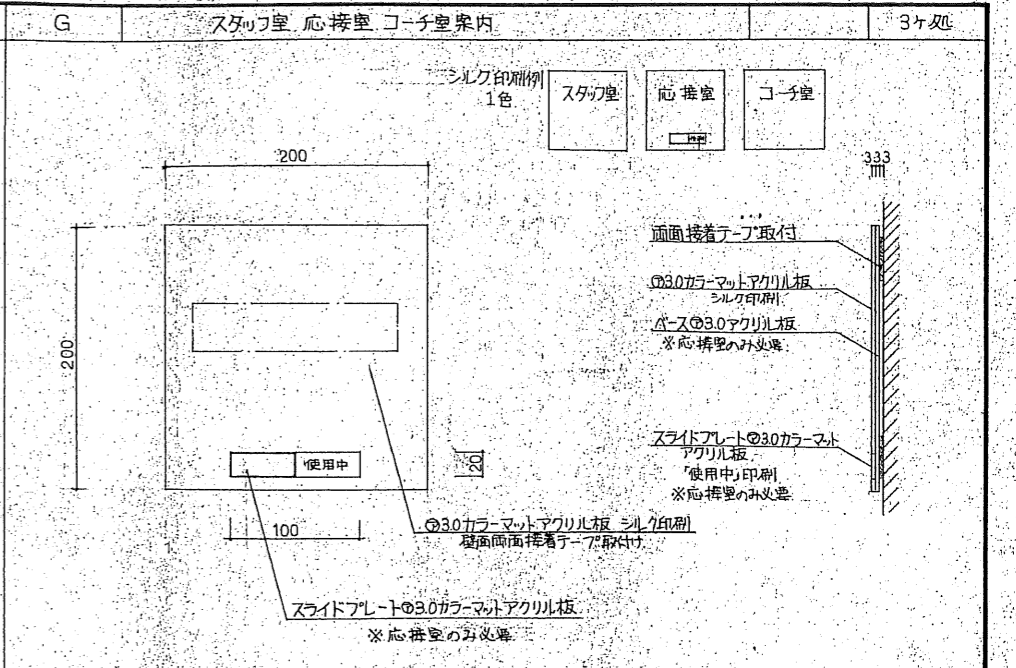 G
スタッフ室 応接室 コーチ室案内
3ヶ処
シルク印刷例
1色
スタッフ室
応接室
コーチ室
200
333
両面接着テープ取付
㋐3.0カラーマットアクリル板
シルク印刷
ベース㋐3.0アクリル板
※応接室のみ必要
200
スライドプレート㋐3.0カラーマット
アクリル板
「使用中」印刷
※応接室のみ必要
使用中
20
100
㋐3.0カラーマットアクリル板 シルク印刷
壁面両面接着テープ取付け
スライドプレート㋐3.0カラーマットアクリル板
※応接室のみ必要